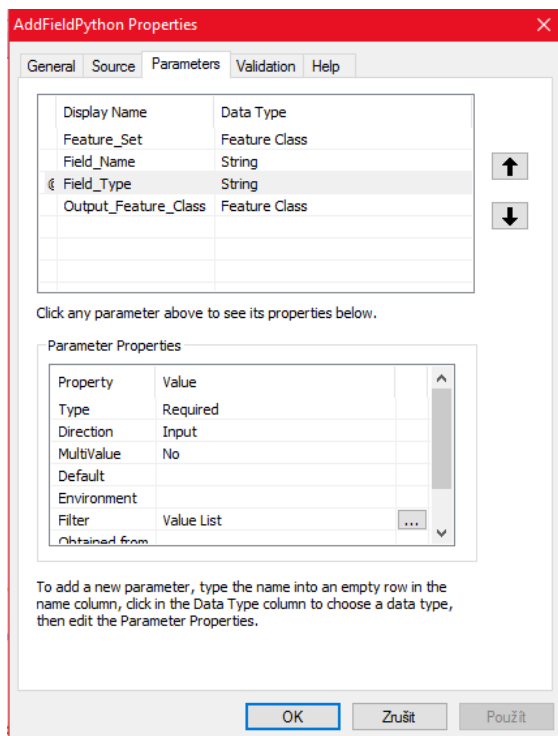 AddFieldPython Properties
General Source Parameters Validation Help
Display Name Data Type
Feature_Set Feature Class
Field_Name String
Field_Type String
Output_Feature_Class Feature Class
Click any parameter above to see its properties below.
Parameter Properties
Property Value
Type Required
Direction Input
MultiValue No
Default
Environment
Filter Value List ...
Obtained from
To add a new parameter, type the name into an empty row in the
name column, click in the Data Type column to choose a data type,
then edit the Parameter Properties.
OK Zrušit Použít